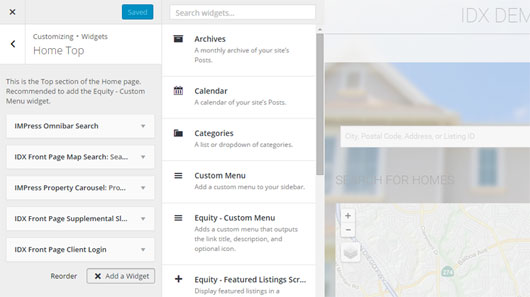 Saved
Customizing • Widgets
Home Top
This is the Top section of the Home page.
Recommended to add the Equity - Custom
Menu widget.
IMPress Omnibar Search
IDX Front Page Map Search: Sea...
IMPress Property Carousel: Pro...
IDX Front Page Supplemental Sl...
IDX Front Page Client Login
Reorder
Add a Widget
Search widgets...
Archives
A monthly archive of your site's
Posts.
Calendar
A calendar of your site's Posts.
Categories
A list or dropdown of categories.
Custom Menu
Add a custom menu to your sidebar.
Equity - Custom Menu
Adds a custom menu that outputs
the link title, description, and
optional icon.
Equity - Featured Listings Scr...
Display featured listings in a
IDX DEM
City, Postal Code, Address, or Listing ID
SEARCH FOR HOMES